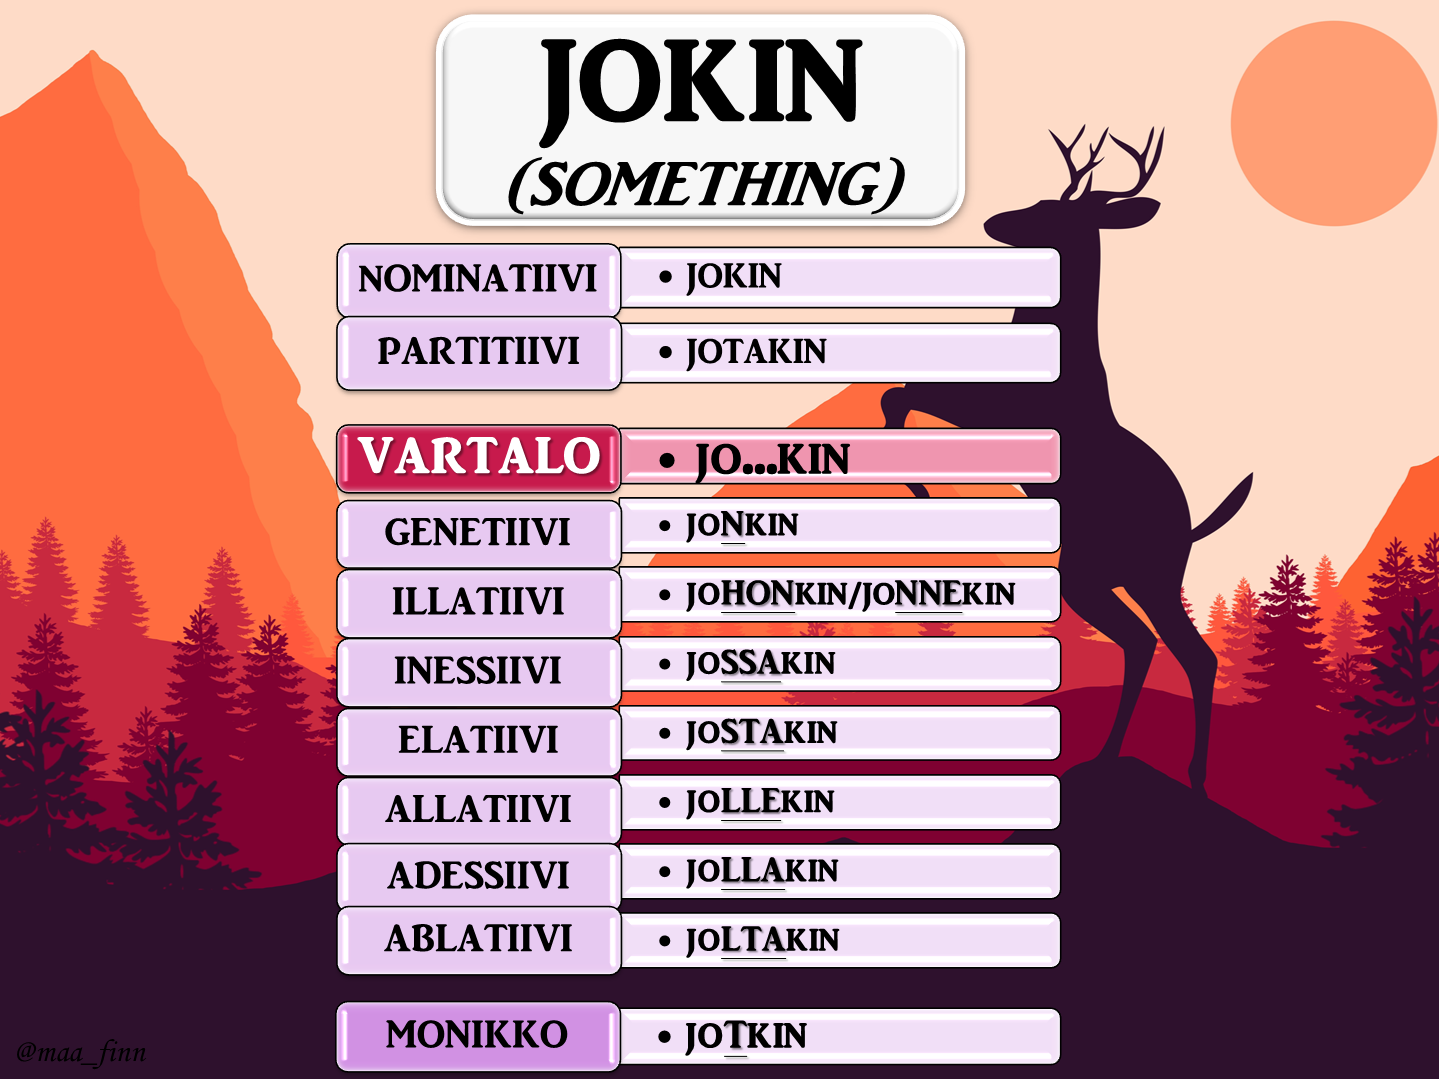 JOKIN
(SOMETHING)
NOMINATIIVI • JOKIN
PARTITIIVI • JOTAKIN
VARTALO • JO...KIN
GENETIIVI • JONKIN
ILLATIIVI • JOHONKIN/JONNEKIN
INESSIIVI • JOSSAKIN
ELATIIVI • JOSTAKIN
ALLATIIVI • JOLLEKIN
ADESSIIVI • JOLLAKIN
ABLATIIVI • JOLTAKIN
MONIKKO • JOTKIN
@maa_finn